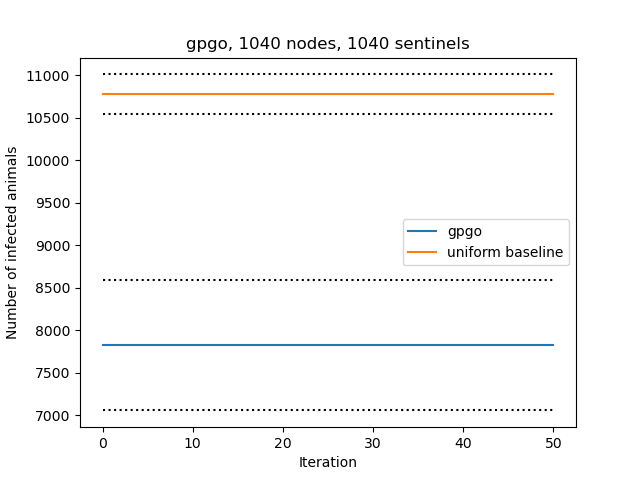 gpgo, 1040 nodes, 1040 sentinels
11000
10500
10000
9500
9000
8500
8000
7500
7000
Number of infected animals
gpgo
uniform baseline
0 10 20 30 40 50
Iteration